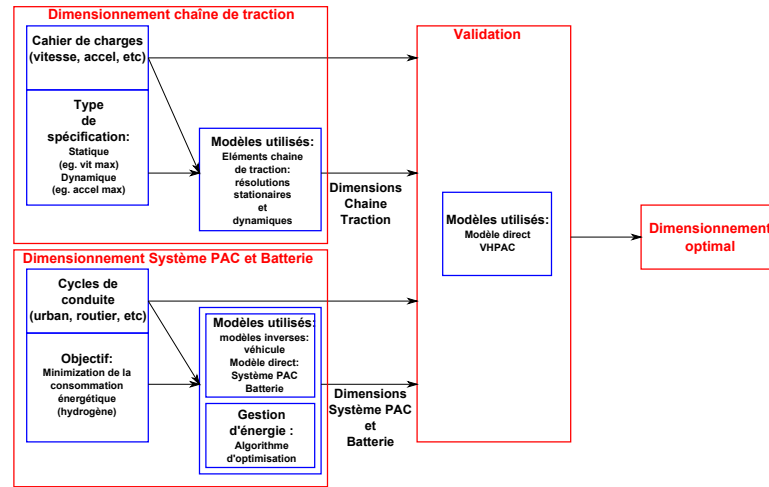 Dimensionnement chaîne de traction
Cahier de charges
(vitesse, accel, etc)
Type
de
spécification:
Statique
(eg. vit max)
Dynamique
(eg. accel max)
Modèles utilisés:
Eléments chaine
de traction:
résolutions
stationaires
et
dynamiques
Dimensions
Chaine
Traction
Dimensionnement Système PAC et Batterie
Cycles de
conduite
(urban, routier, etc)
Objectif:
Minimization de la
consommation
énergétique
(hydrogène)
Modèles utilisés:
modèles inverses:
véhicule
Modèle direct:
Système PAC
Batterie
Gestion
d'énergie :
Algorithme
d'optimisation
Dimensions
Système PAC
et
Batterie
Validation
Modèles utilisés:
Modèle direct
VHPAC
Dimensionnement
optimal